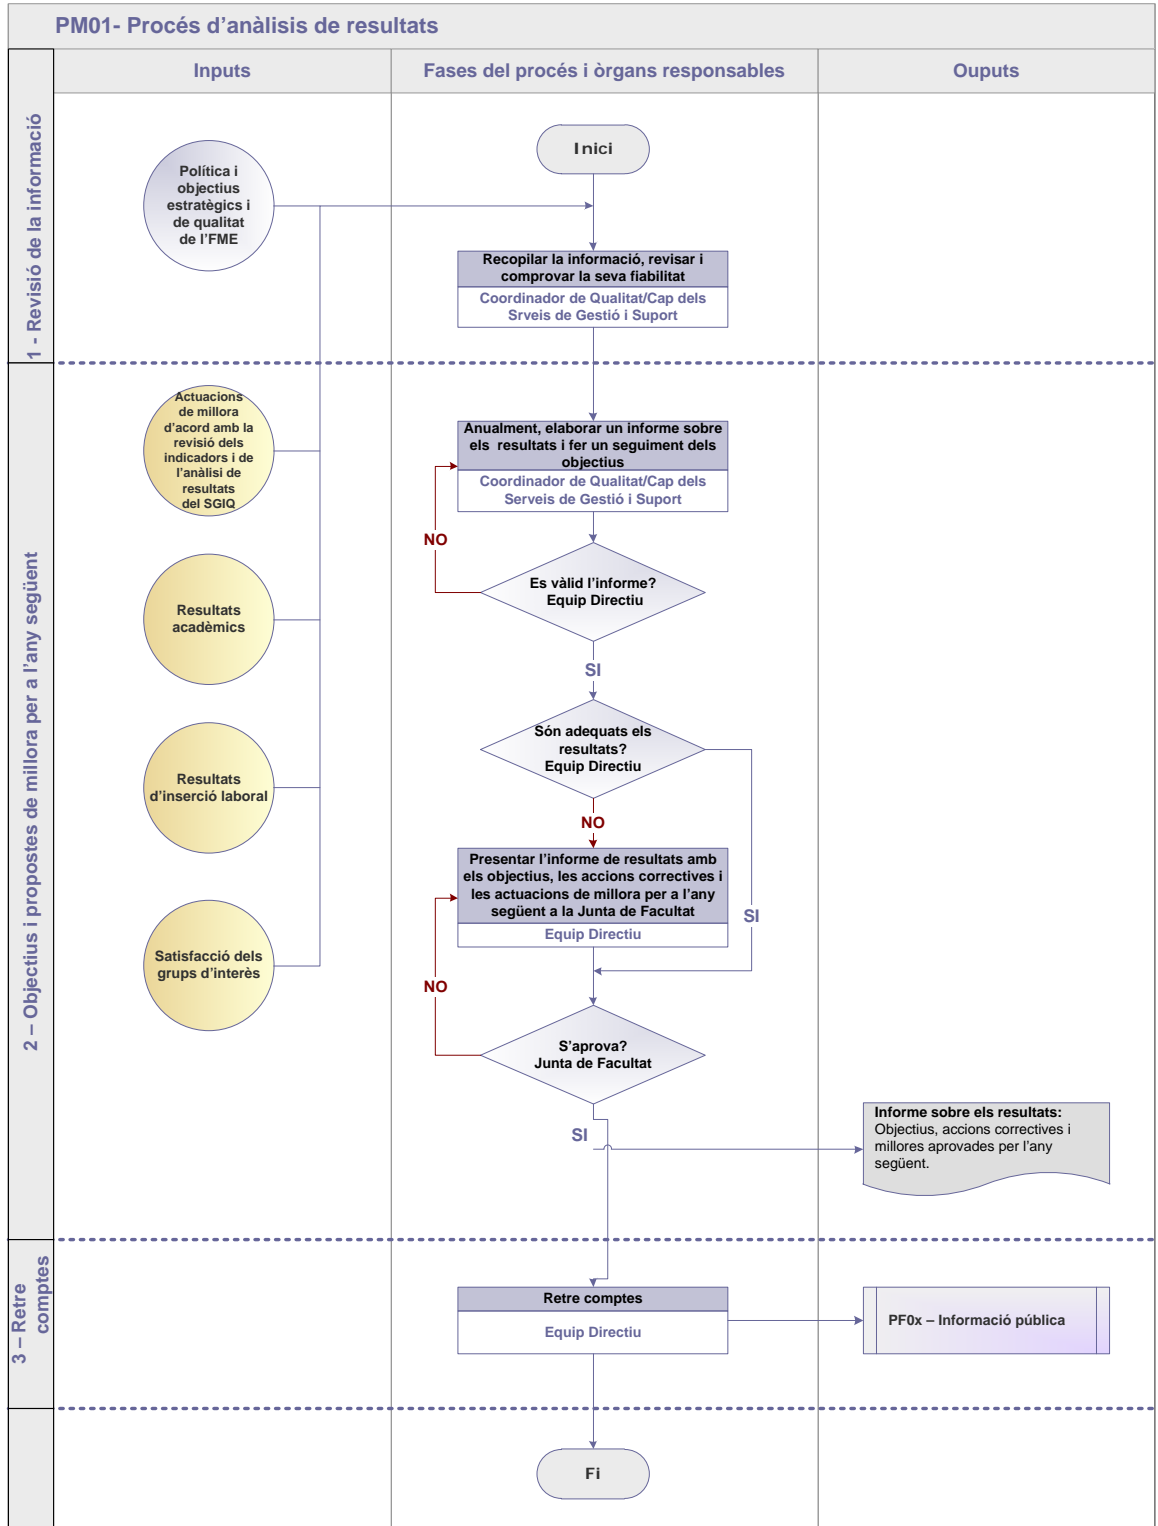 PM01- Procés d'anàlisis de resultats
Inputs
Fases del procés i òrgans responsables
Ouputs
1 - Revisió de la informació
Inici
Política i
objectius
estratègics i
de qualitat
de l'FME
Recopilar la informació, revisar i
comprovar la seva fiabilitat
Coordinador de Qualitat/Cap dels
Srveis de Gestió i Suport
2 – Objectius i propostes de millora per a l'any següent
Actuacions
de millora
d'acord amb la
revisió dels
indicadors i de
l'anàlisi de
resultats
del SGIQ
Anualment, elaborar un informe sobre
els resultats i fer un seguiment dels
objectius
Coordinador de Qualitat/Cap dels
Serveis de Gestió i Suport
NO
Es vàlid l'informe?
Equip Directiu
Resultats
acadèmics
SI
Són adequats els
resultats?
Equip Directiu
Resultats
d'inserció laboral
NO
Presentar l'informe de resultats amb
els objectius, les accions correctives i
les actuacions de millora per a l'any
següent a la Junta de Facultat
Equip Directiu
SI
Satisfacció dels
grups d'interès
NO
S'aprova?
Junta de Facultat
SI
Informe sobre els resultats:
Objectius, accions correctives i
millores aprovades per l'any
següent.
3 – Retre
comptes
Retre comptes
Equip Directiu
PF0x – Informació pública
Fi